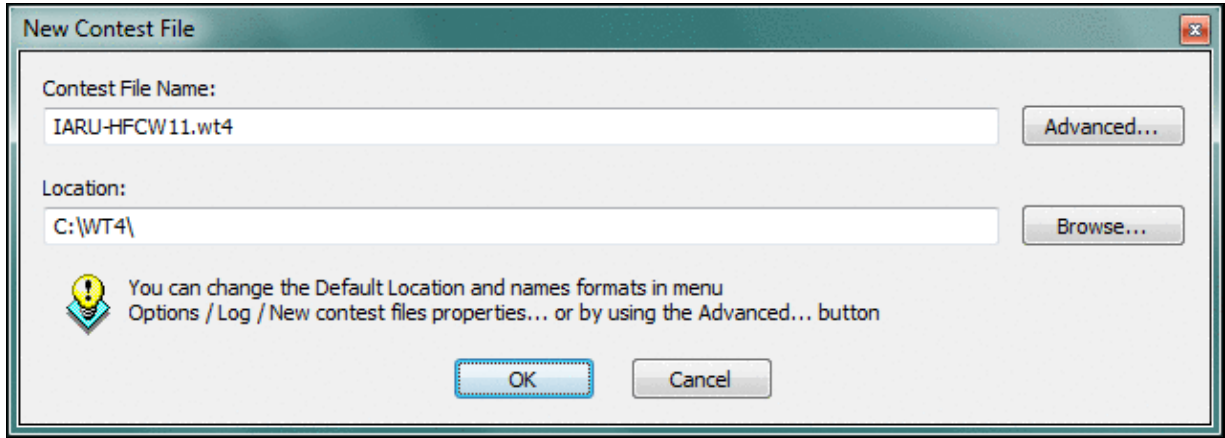 New Contest File
Contest File Name:
IARU-HFCW11.wt4
Advanced...
Location:
C:\WT4\
Browse...
You can change the Default Location and names formats in menu
Options / Log / New contest files properties... or by using the Advanced... button
OK
Cancel